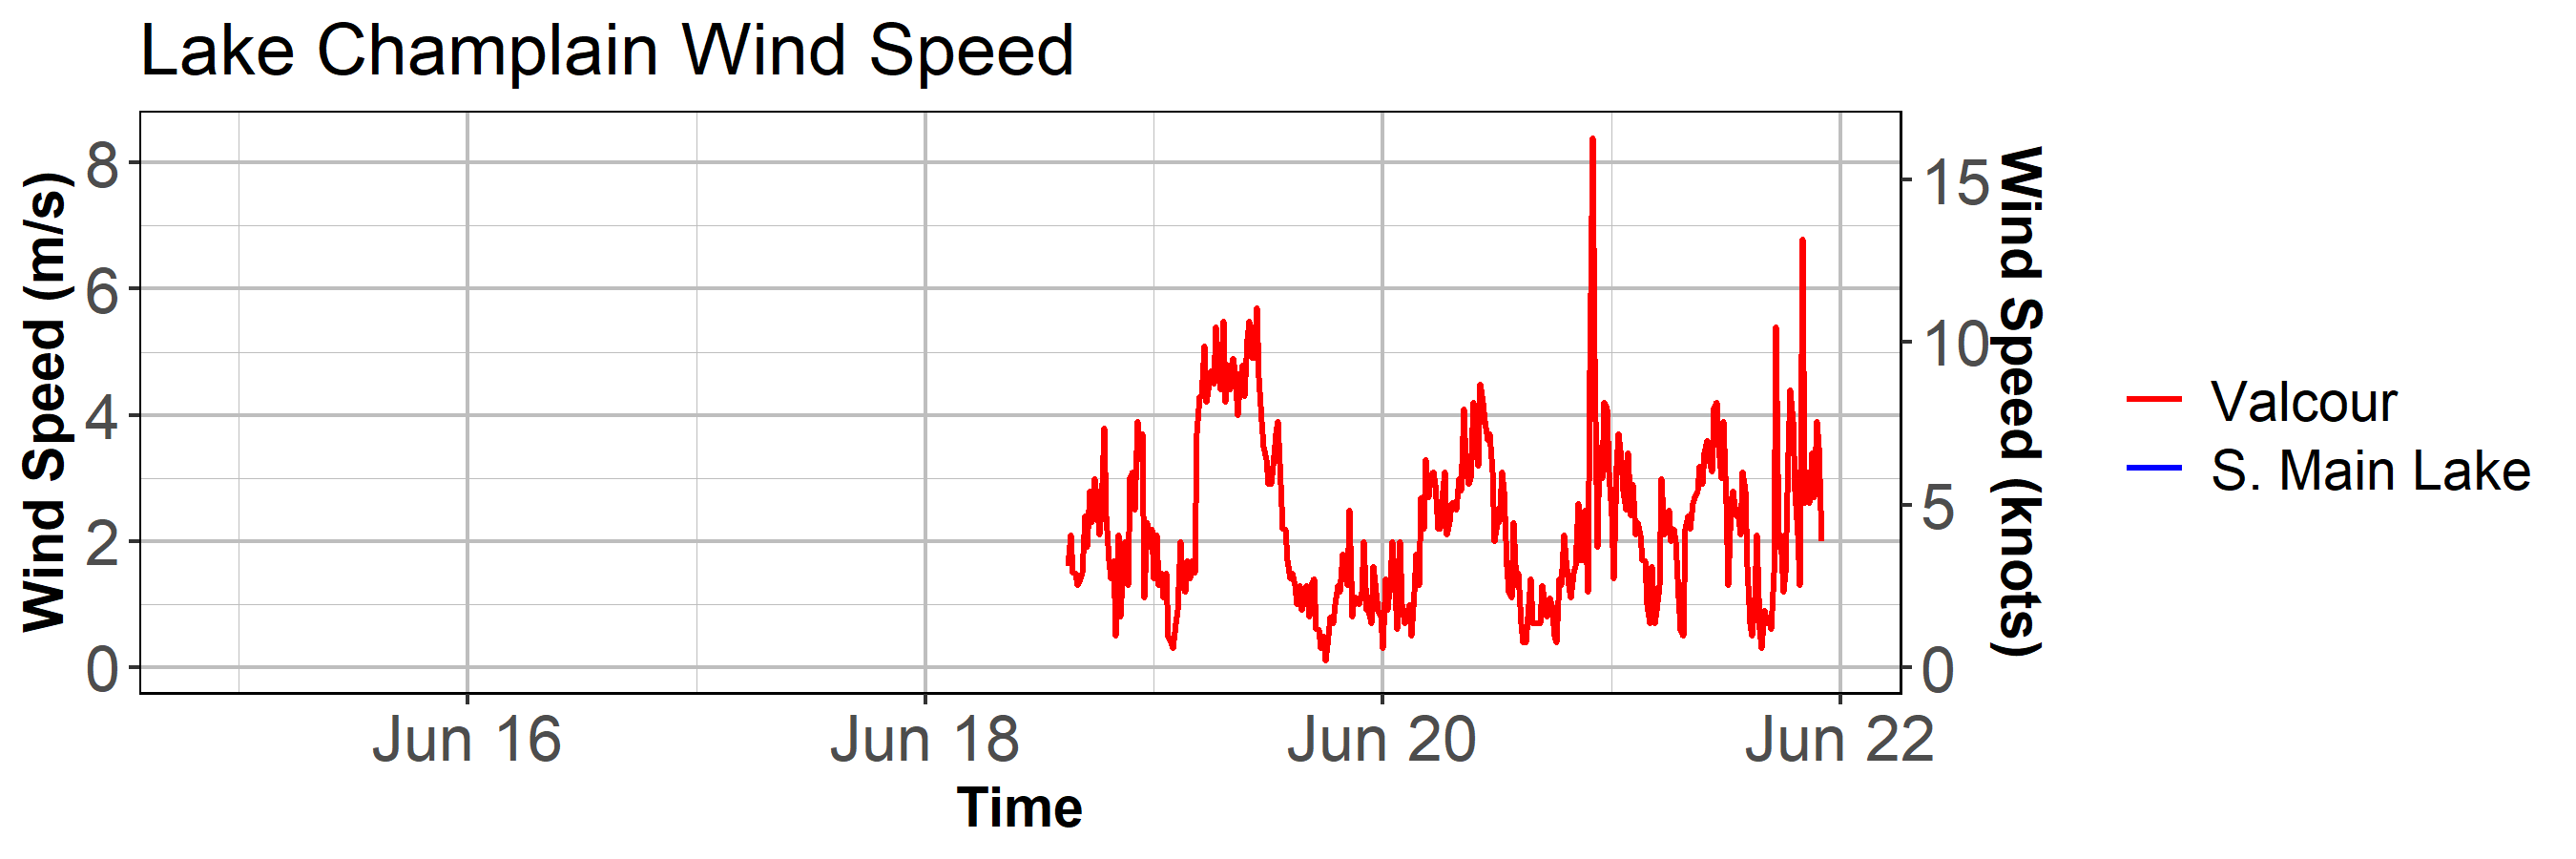 Lake Champlain Wind Speed
Wind Speed (m/s)
8
6
4
2
0
15
10
5
0
Wind Speed (knots)
Jun 16
Jun 18
Jun 20
Jun 22
Time
Valcour
S. Main Lake